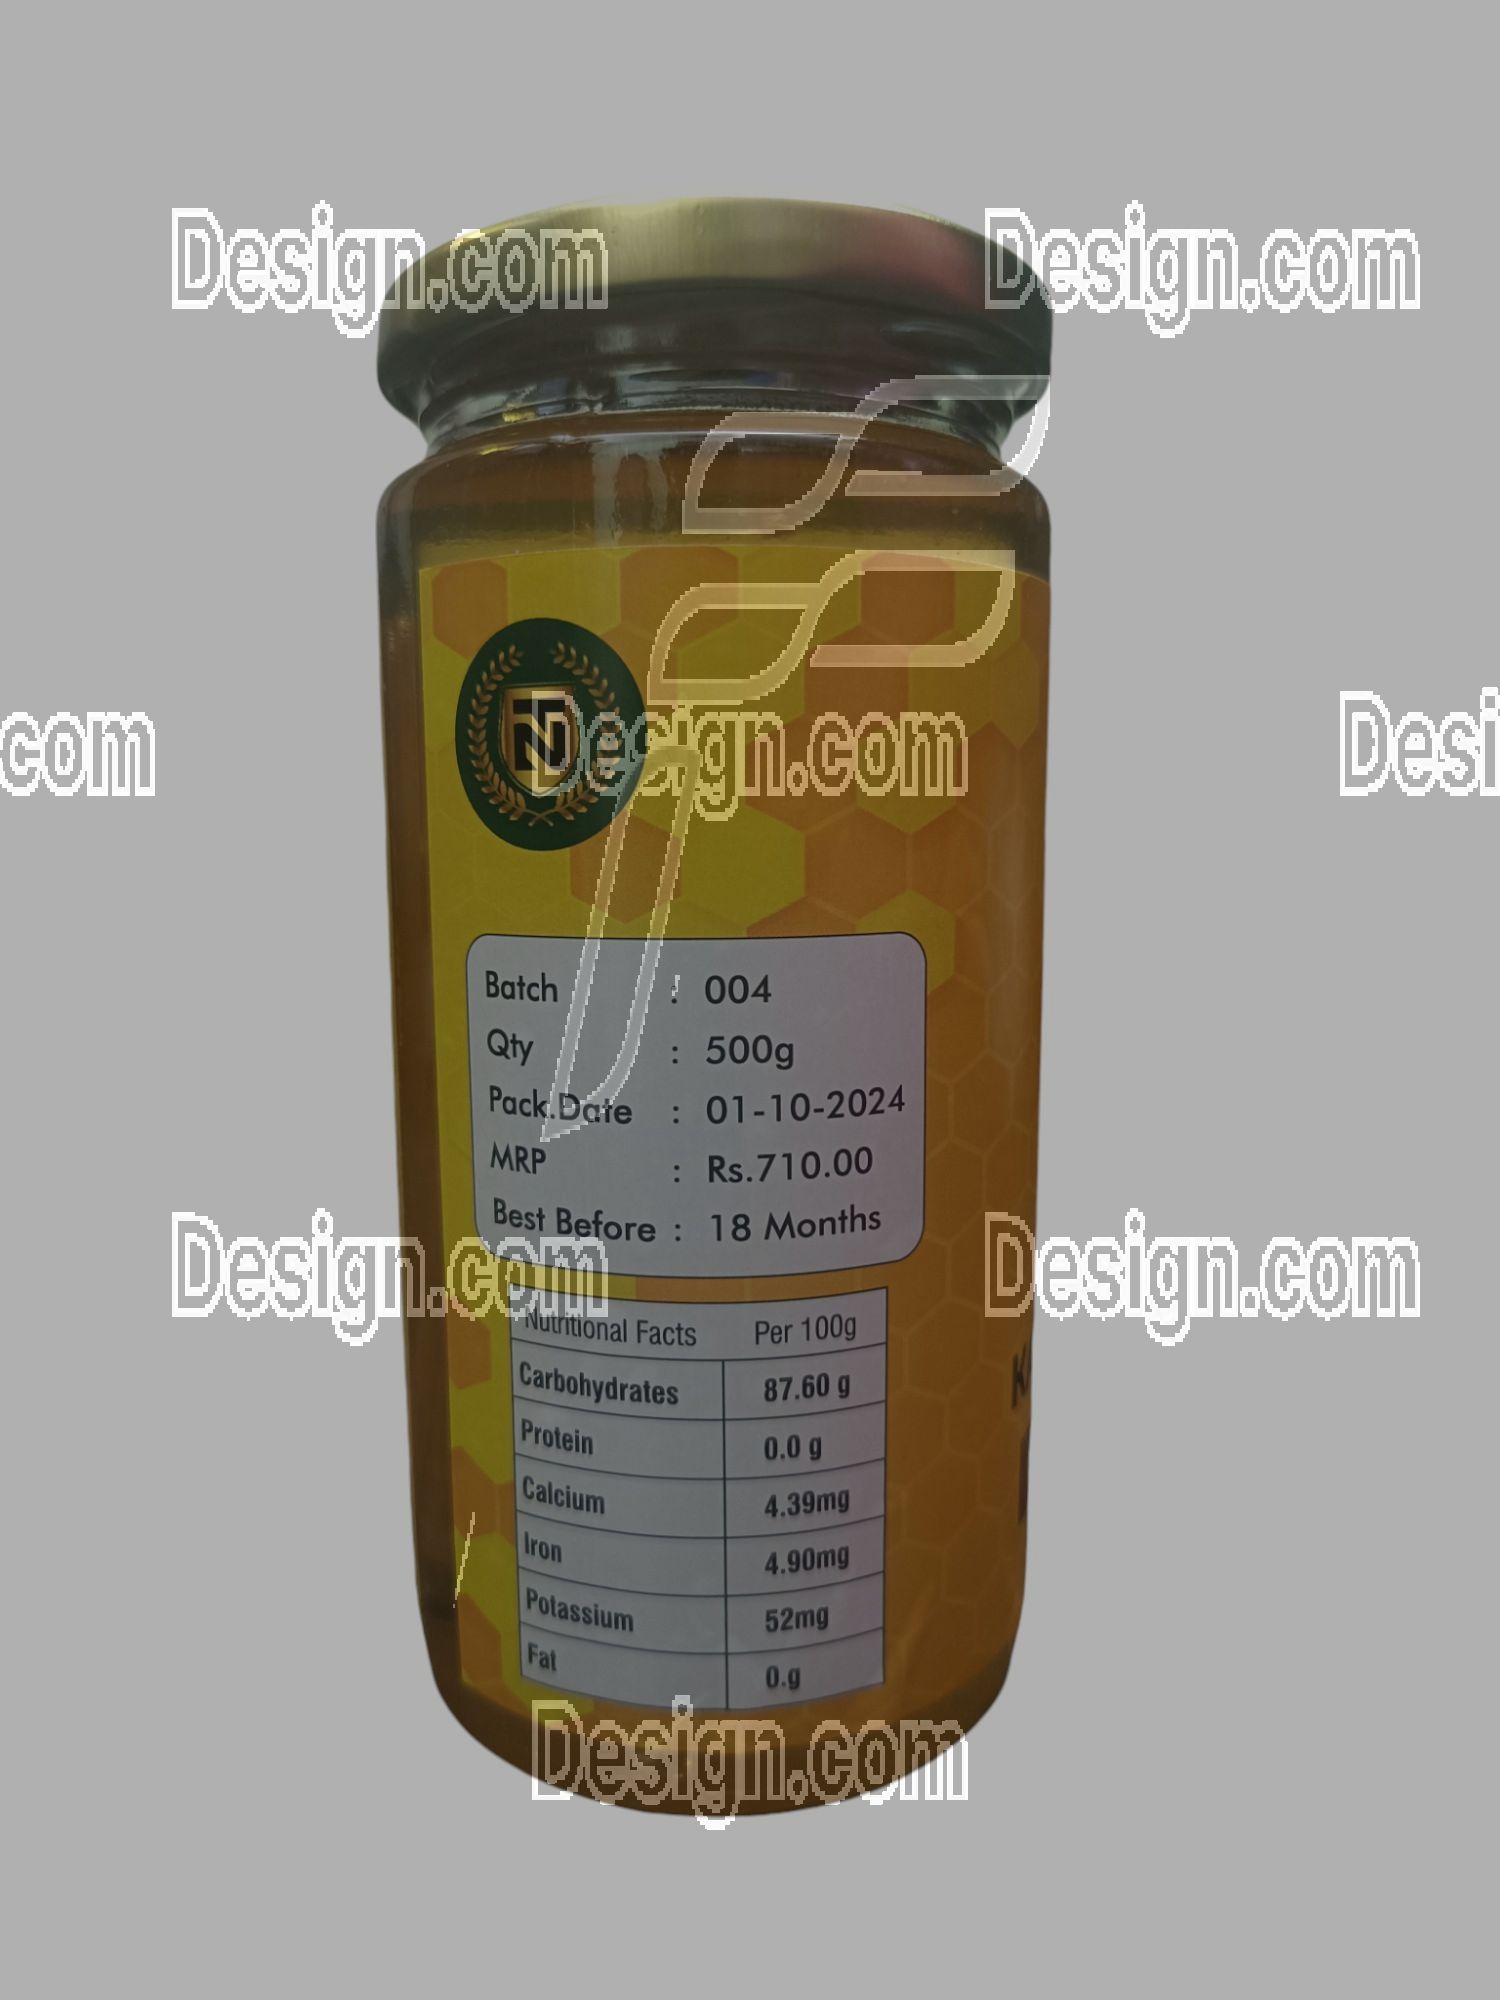 Design.com Design.com
TN
com Design.com Desi
Batch : 004
Qty : 500g
Pack.Date : 01-10-2024
MRP : Rs.710.00
Best Before : 18 Months
Design.com Design.com
Nutritional Facts Per 100g
Carbohydrates 87.60 g
Protein 0.0 g
Calcium 4.39mg
Iron 4.90mg
Potassium 52mg
Fat 0.g
Design.com